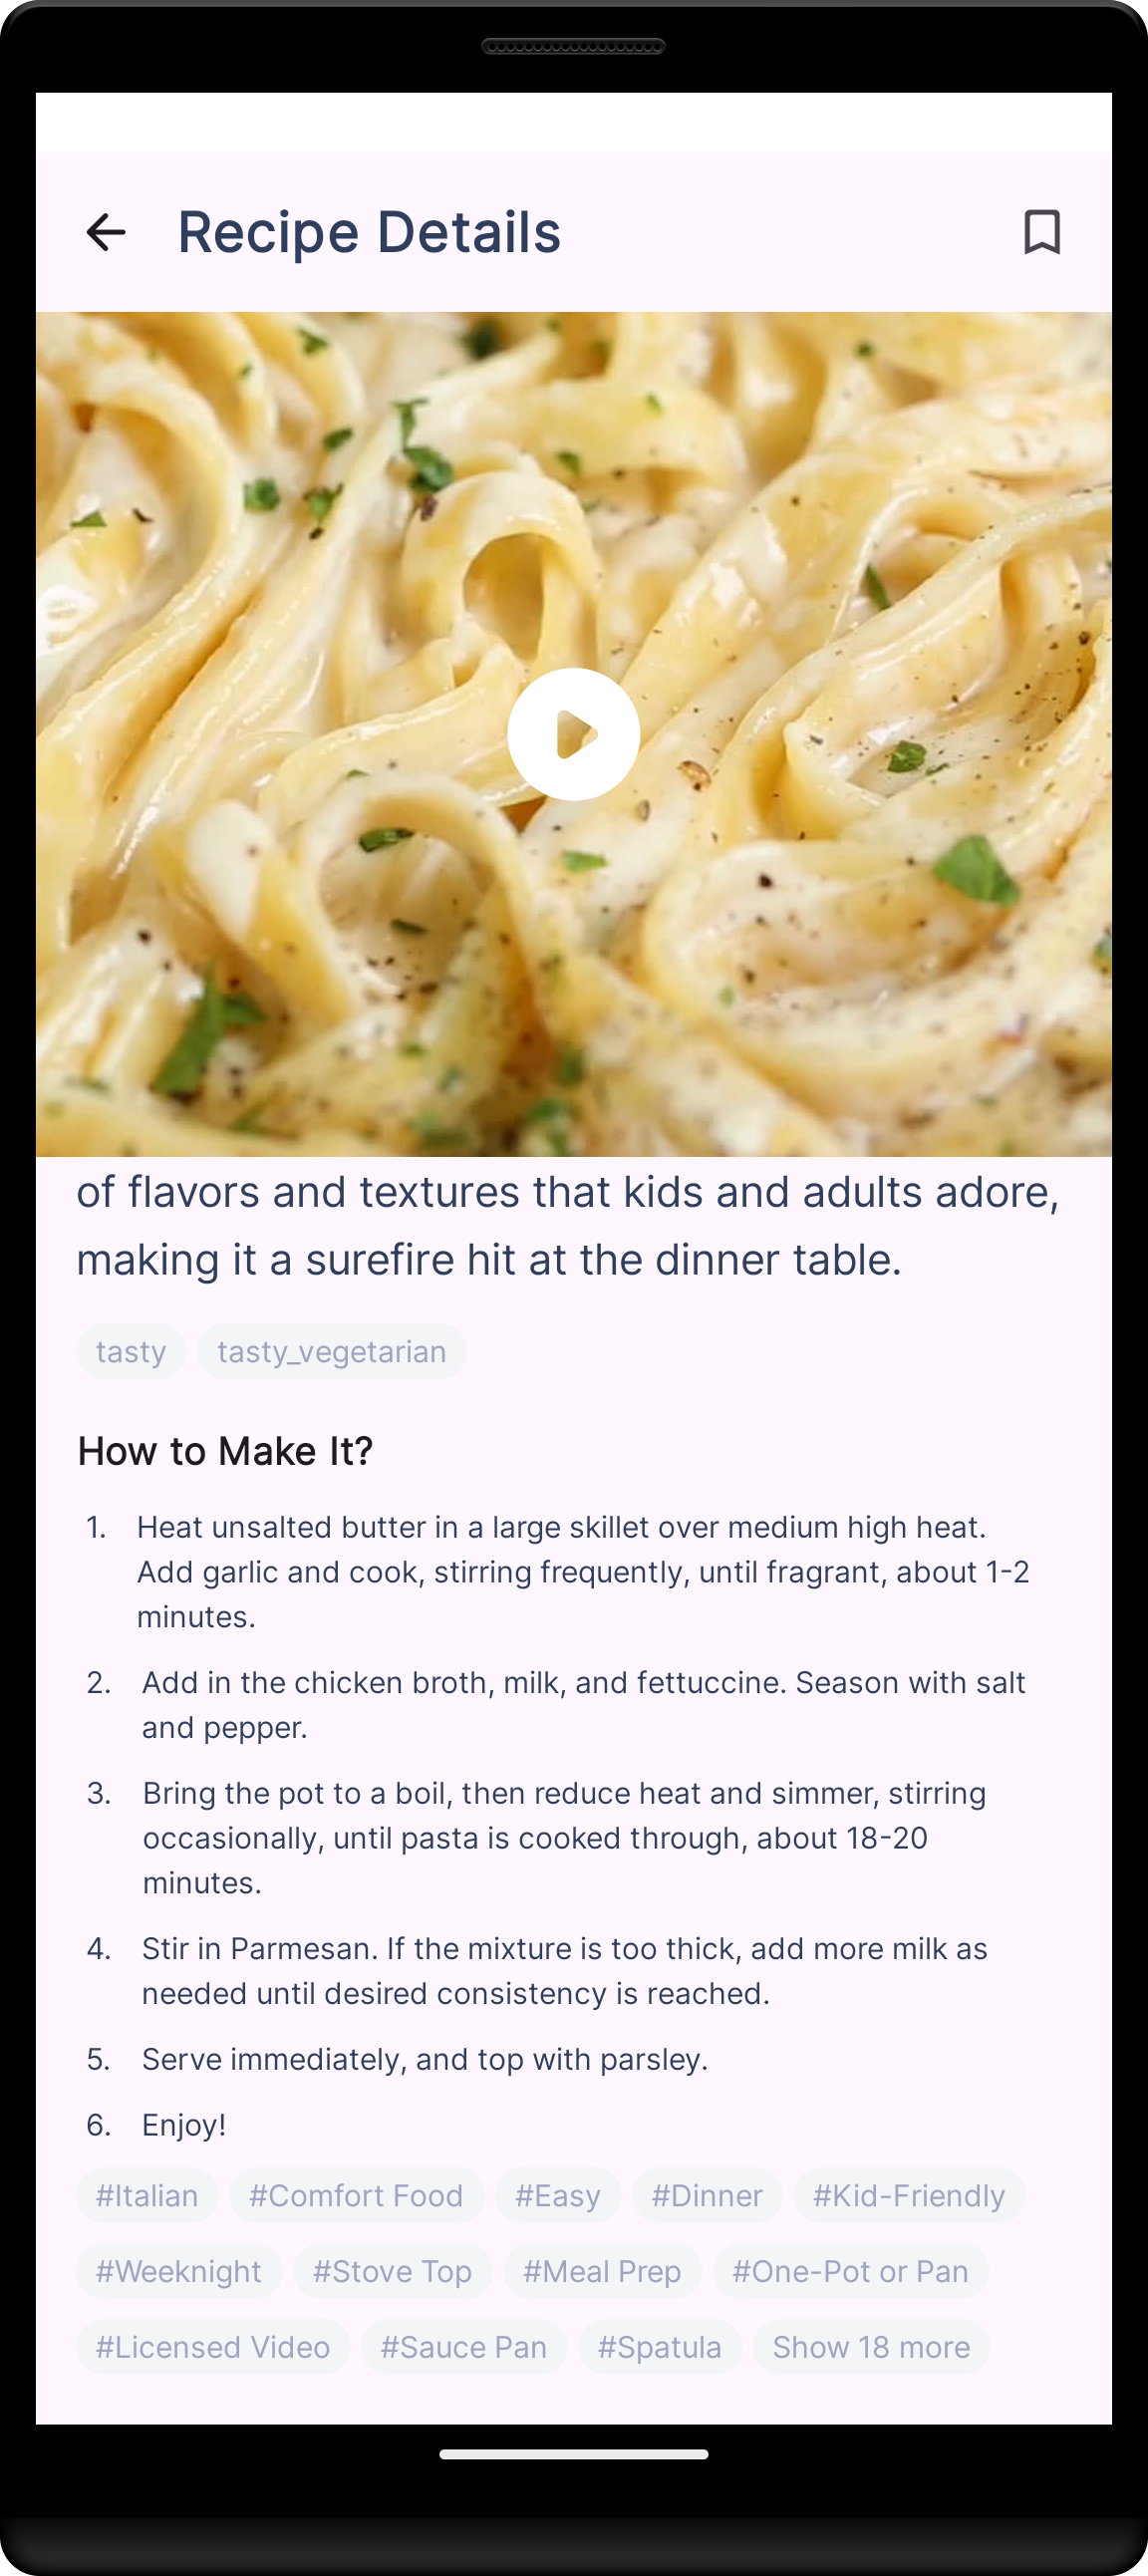 Recipe Details
of flavors and textures that kids and adults adore,
making it a surefire hit at the dinner table.
tasty tasty_vegetarian
How to Make It?
1. Heat unsalted butter in a large skillet over medium high heat.
Add garlic and cook, stirring frequently, until fragrant, about 1-2
minutes.
2. Add in the chicken broth, milk, and fettuccine. Season with salt
and pepper.
3. Bring the pot to a boil, then reduce heat and simmer, stirring
occasionally, until pasta is cooked through, about 18-20
minutes.
4. Stir in Parmesan. If the mixture is too thick, add more milk as
needed until desired consistency is reached.
5. Serve immediately, and top with parsley.
6. Enjoy!
#Italian #Comfort Food #Easy #Dinner #Kid-Friendly
#Weeknight #Stove Top #Meal Prep #One-Pot or Pan
#Licensed Video #Sauce Pan #Spatula Show 18 more